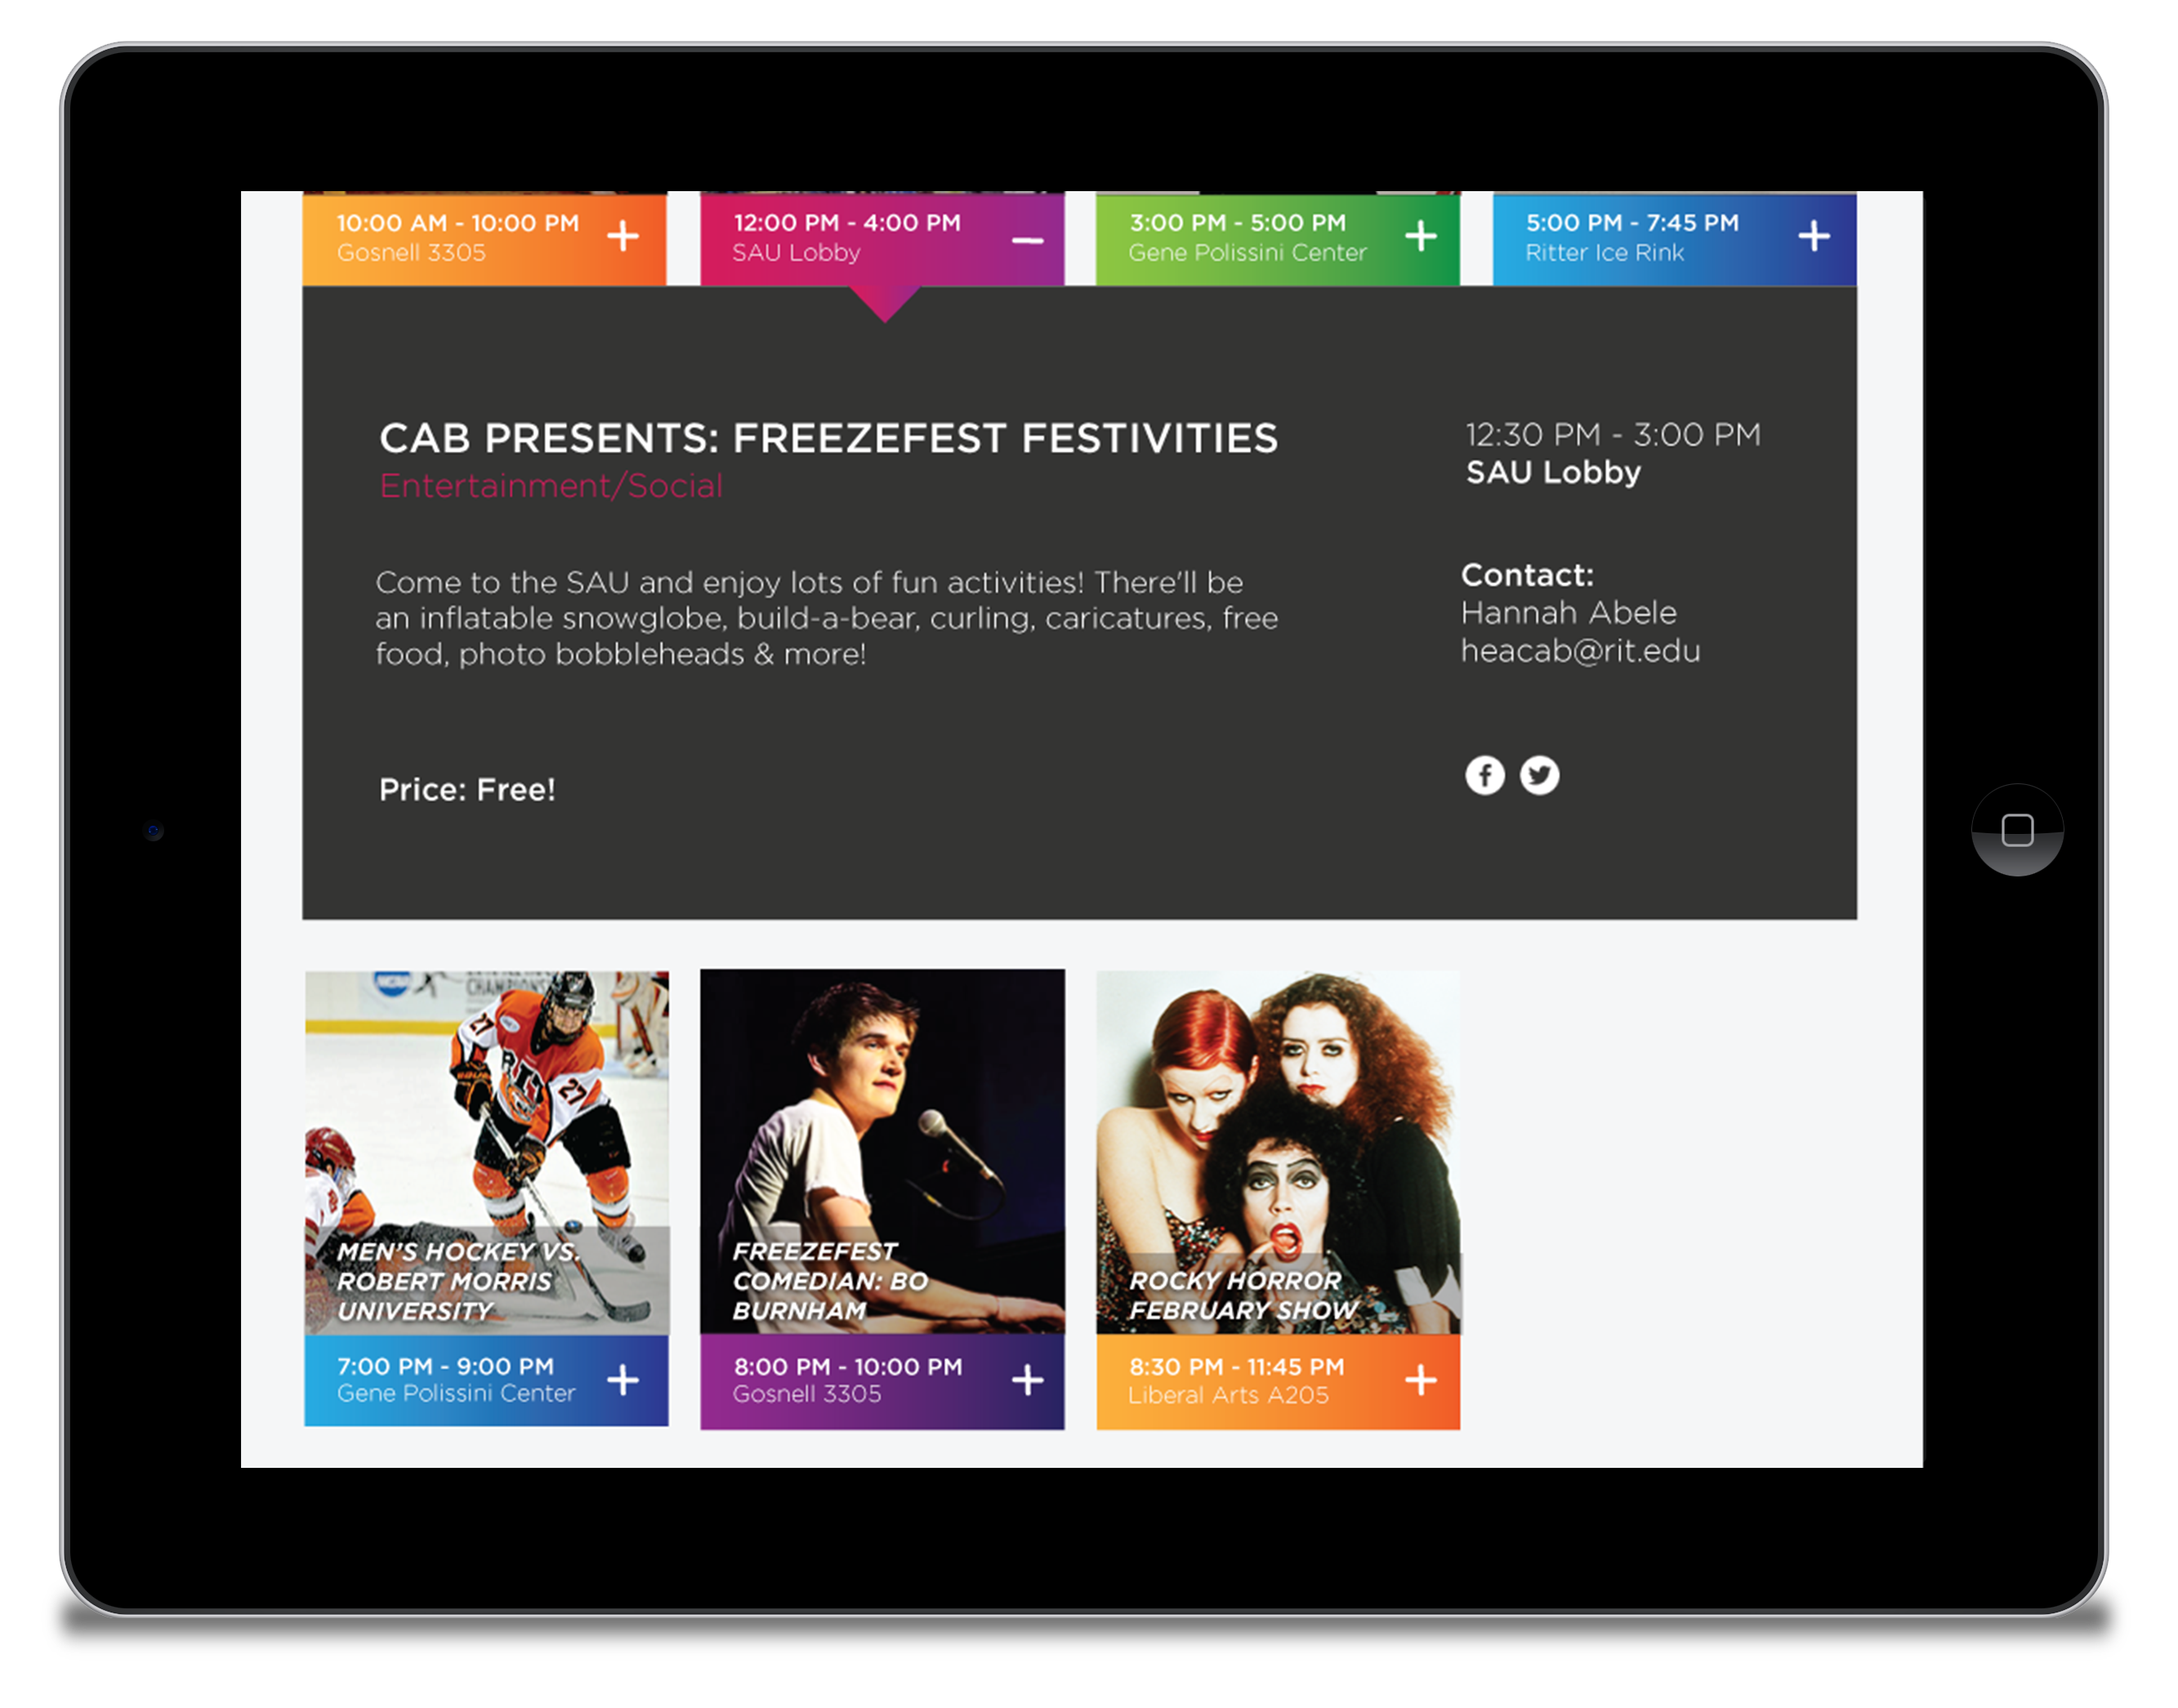 10:00 AM - 10:00 PM
Gosnell 3305
12:00 PM - 4:00 PM
SAU Lobby
3:00 PM - 5:00 PM
Gene Polissini Center
5:00 PM - 7:45 PM
Ritter Ice Rink
CAB PRESENTS: FREEZEFEST FESTIVITIES
Entertainment/Social
12:30 PM - 3:00 PM
SAU Lobby
Come to the SAU and enjoy lots of fun activities! There'll be
an inflatable snowglobe, build-a-bear, curling, caricatures, free
food, photo bobbleheads & more!
Contact:
Hannah Abele
heacab@rit.edu
Price: Free!
CHAMPIONS
27
RIT
27
MEN'S HOCKEY VS.
ROBERT MORRIS
UNIVERSITY
7:00 PM - 9:00 PM
Gene Polissini Center
FREEZEFEST
COMEDIAN: BO
BURNHAM
8:00 PM - 10:00 PM
Gosnell 3305
ROCKY HORROR
FEBRUARY SHOW
8:30 PM - 11:45 PM
Liberal Arts A205